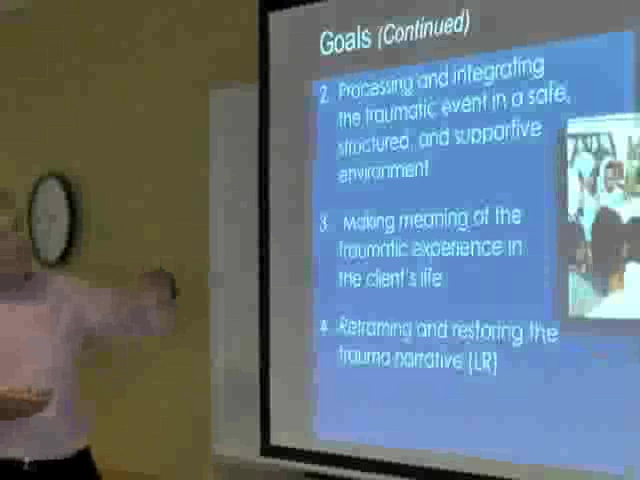 Goals (Continued)
2. Processing and integrating
the traumatic event in a safe,
structured, and supportive
environment
3. Making meaning of the
traumatic experience in
the client's life
4. Reframing and restoring the
trauma narrative (LR)